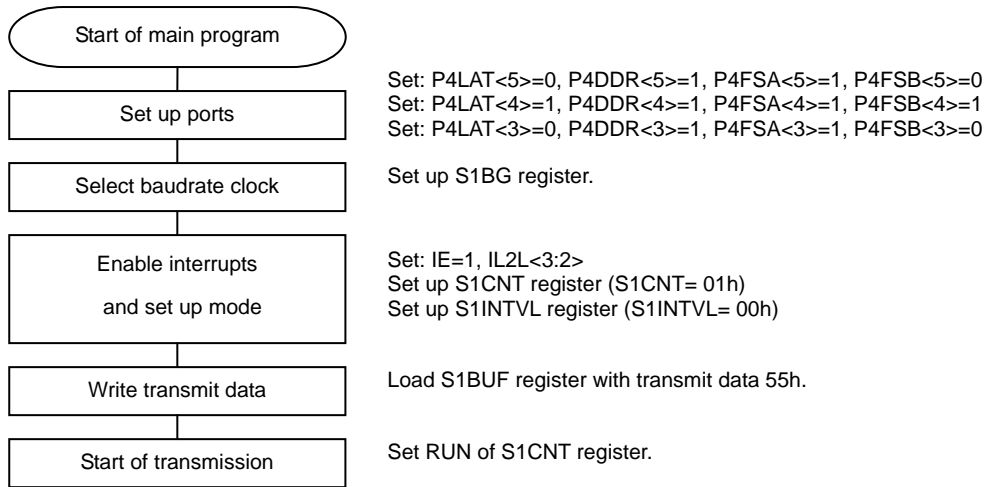 Start of main program
Set up ports
Set: P4LAT<5>=0, P4DDR<5>=1, P4FSA<5>=1, P4FSB<5>=0
Set: P4LAT<4>=1, P4DDR<4>=1, P4FSA<4>=1, P4FSB<4>=1
Set: P4LAT<3>=0, P4DDR<3>=1, P4FSA<3>=1, P4FSB<3>=0
Select baudrate clock
Set up S1BG register.
Enable interrupts
and set up mode
Set: IE=1, IL2L<3:2>
Set up S1CNT register (S1CNT= 01h)
Set up S1INTVL register (S1INTVL= 00h)
Write transmit data
Load S1BUF register with transmit data 55h.
Start of transmission
Set RUN of S1CNT register.